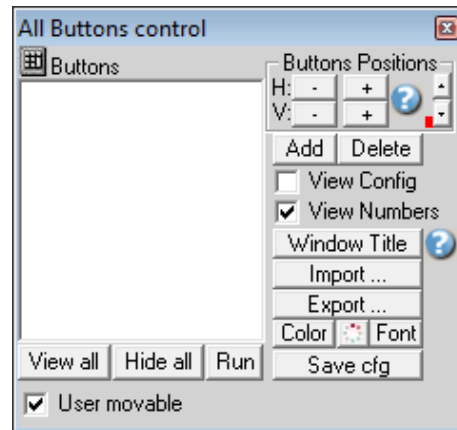 All Buttons control
Buttons
Buttons Positions
H: - +
V: - +
Add Delete
View Config
View Numbers
Window Title
Import ...
Export ...
Color Font
View all Hide all Run
Save cfg
User movable